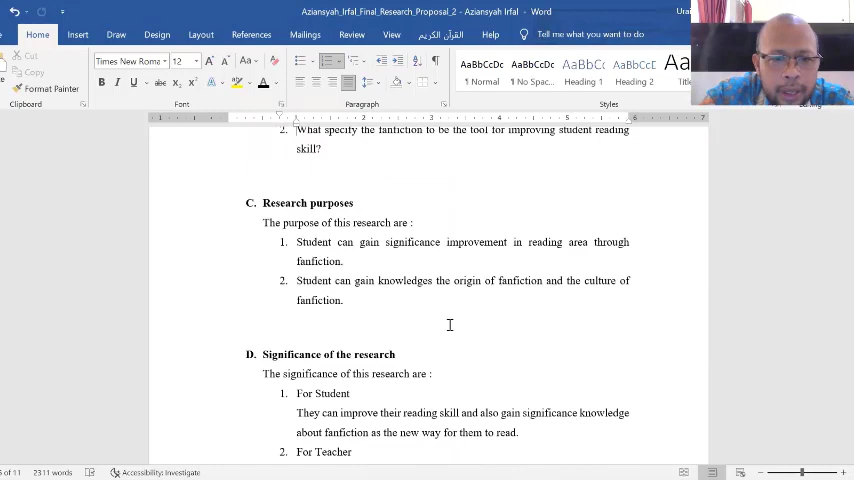 Aziansyah_Irfal_Final_Research_Proposal_2 - Aziansyah Irfal - Word
Home Insert Draw Design Layout References Mailings Review View القرآن الكريم Help Tell me what you want to do
Cut
Copy
Format Painter
Clipboard
Times New Roma 12
Font
Paragraph
AaBbCcDc AaBbCcDc AaBbCc AaBbCcD
¶ Normal ¶ No Spac... Heading 1 Heading 2 Title
Styles
2. What specify the fanfiction to be the tool for improving student reading
skill?
C. Research purposes
The purpose of this research are :
1. Student can gain significance improvement in reading area through
fanfiction.
2. Student can gain knowledges the origin of fanfiction and the culture of
fanfiction.
D. Significance of the research
The significance of this research are :
1. For Student
They can improve their reading skill and also gain significance knowledge
about fanfiction as the new way for them to read.
2. For Teacher
of 11 2311 words Accessibility: Investigate